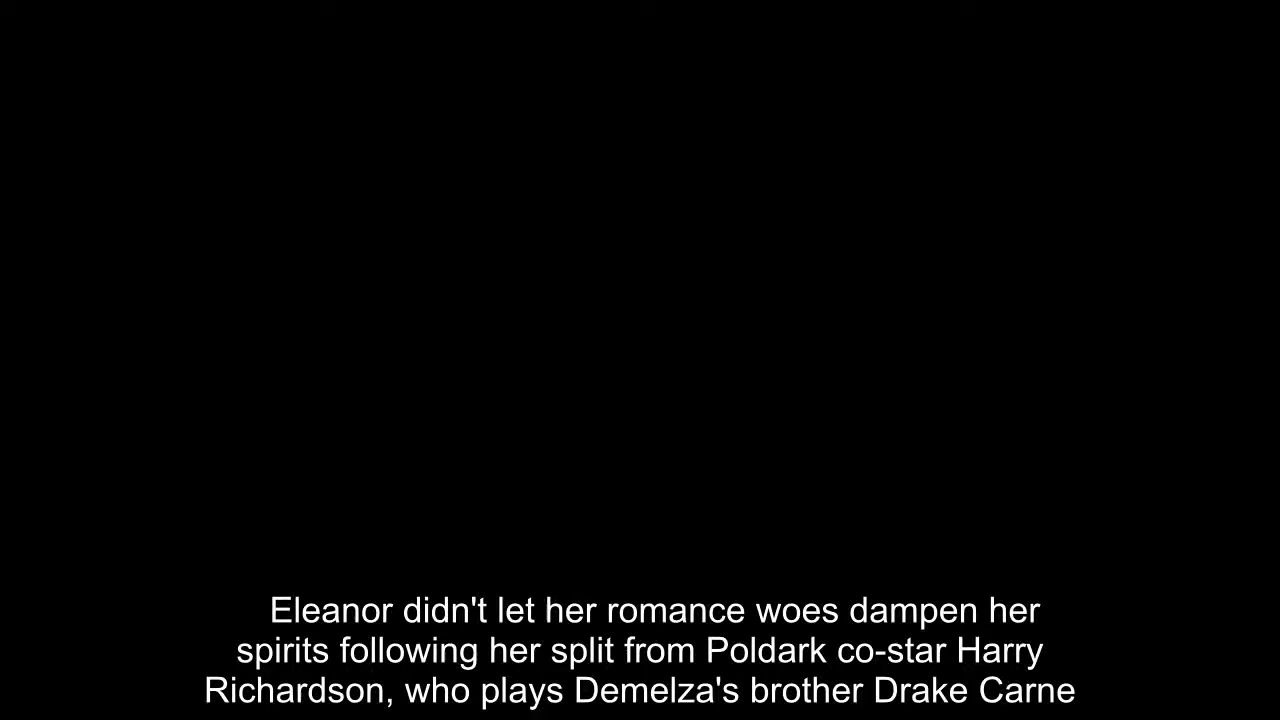 Eleanor didn't let her romance woes dampen her
spirits following her split from Poldark co-star Harry
Richardson, who plays Demelza's brother Drake Carne